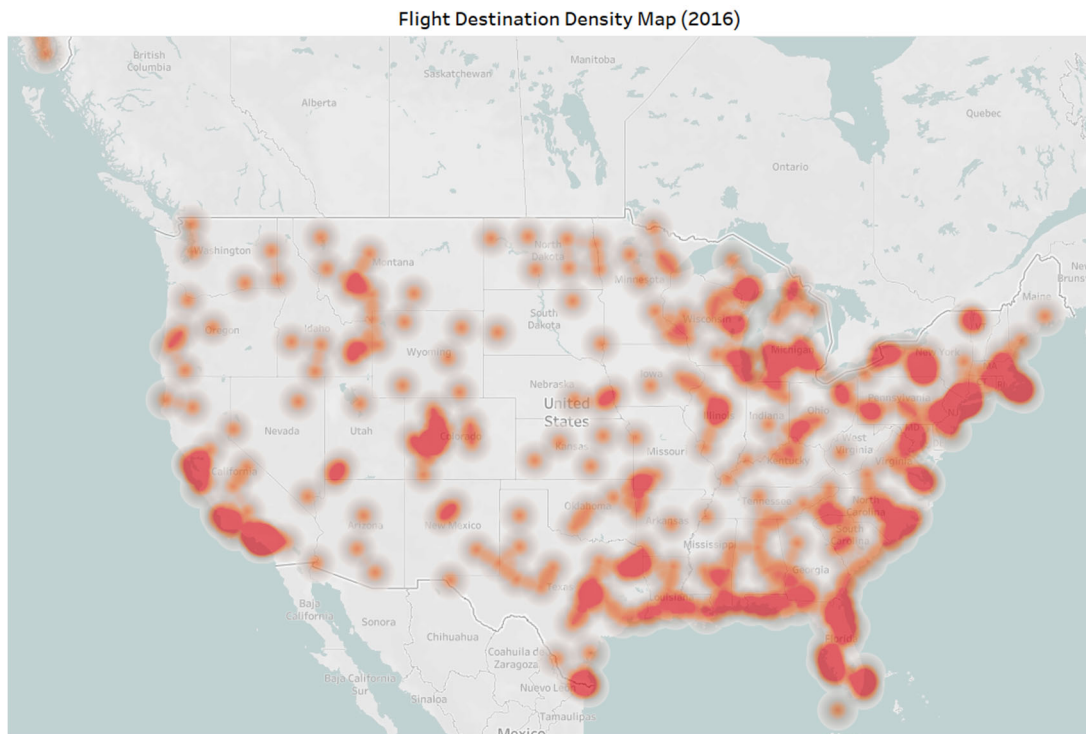 Flight Destination Density Map (2016)
British
Columbia
Alberta
Saskatchewan
Manitoba
Ontario
Quebec
Washington
Montana
North
Dakota
Minnesota
Maine
Oregon
Idaho
Wyoming
South
Dakota
Wisconsin
Michigan
New York
Nebraska
Iowa
United
States
Nevada
Utah
Colorado
Kansas
Missour
Illinois
Indiana
Ohio
Pennsylvania
NJ
West
Virginia
Virginia
Kentucky
California
Arizona
New Mexico
Oklahoma
Arkansas
Tennessee
North
Carolina
South
Carolina
Mississippi
Georgia
Texas
Louisiana
Florida
Baja
California
Sonora
Chihuahua
Coahuila de
Zaragoza
Baja California
Sur
Sinaloa
Nuevo León
Tamaulipas
Mexico